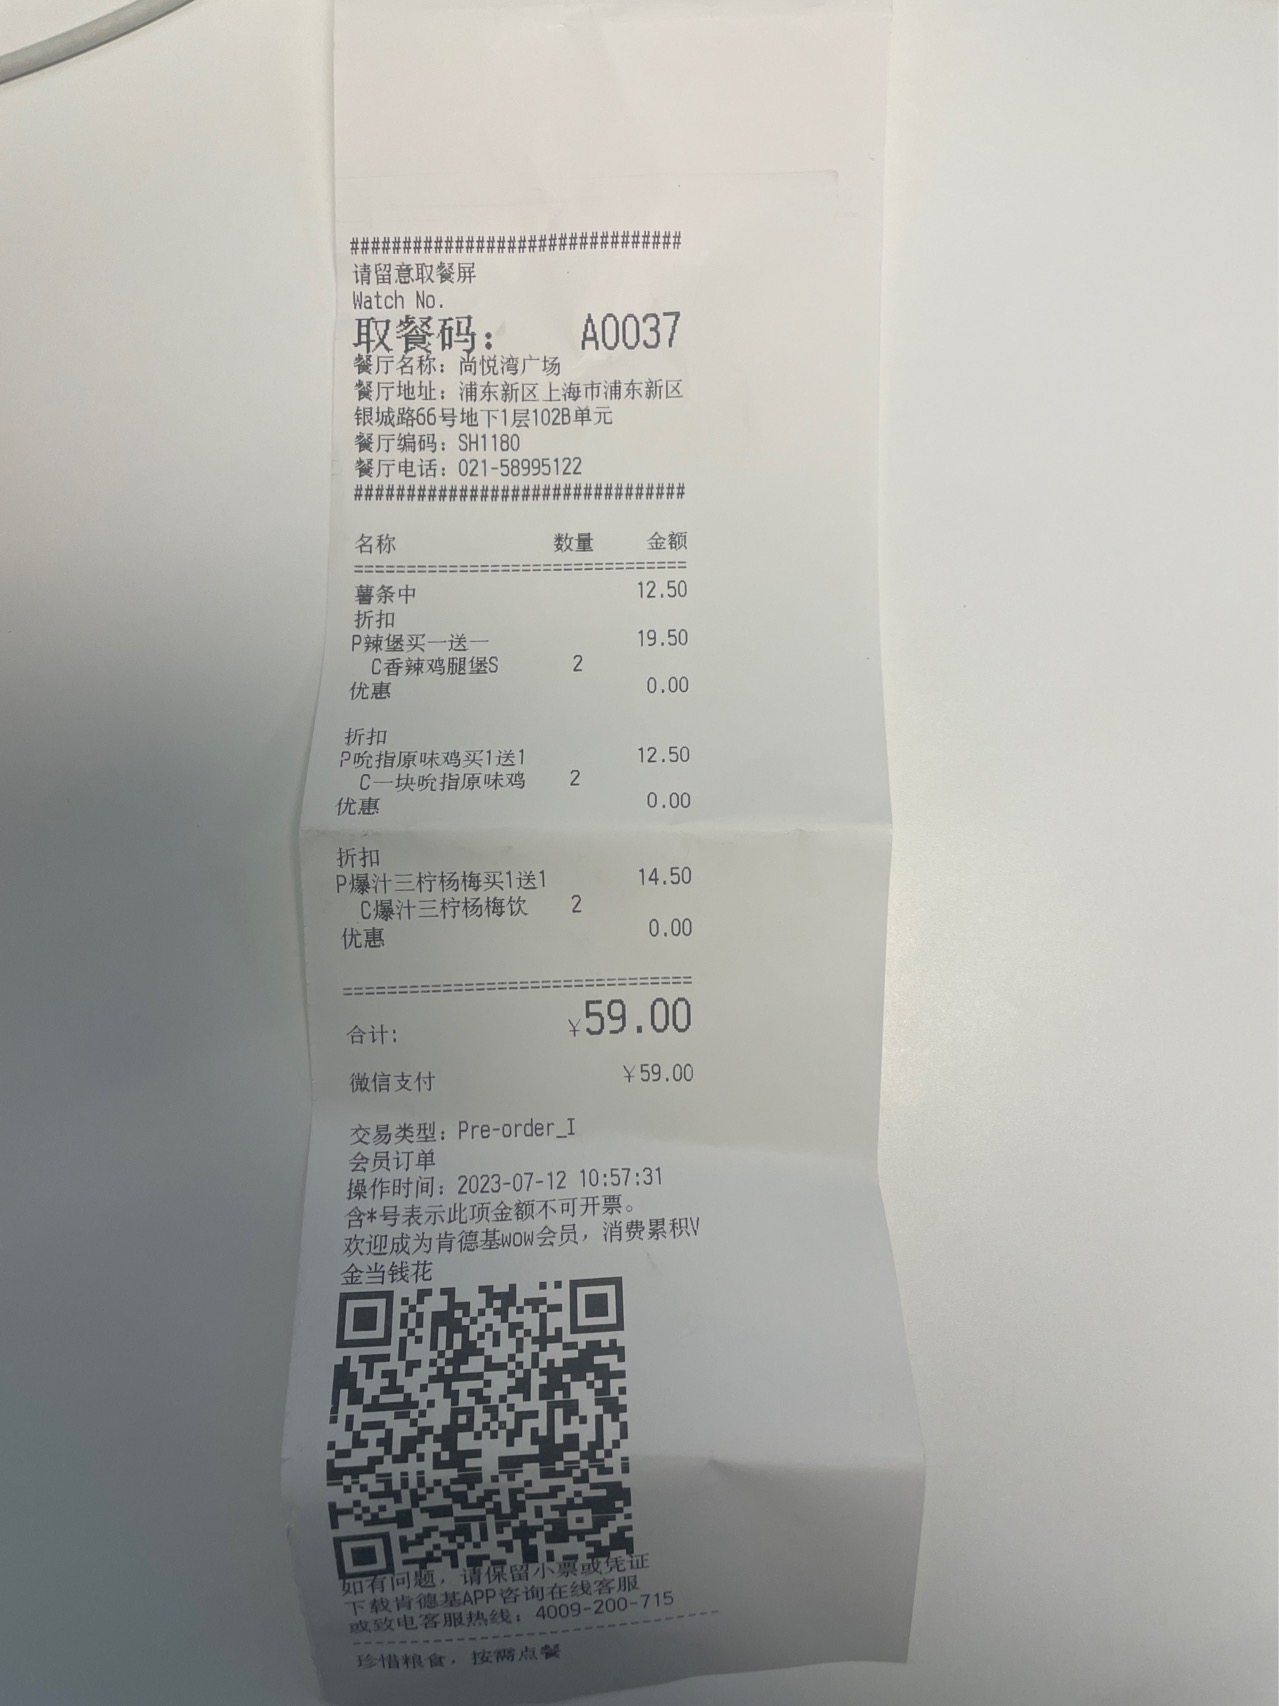 ################################
请留意取餐屏
Watch No.
取餐码： A0037
餐厅名称：尚悦湾广场
餐厅地址：浦东新区上海市浦东新区
银城路66号地下1层102B单元
餐厅编码：SH1180
餐厅电话：021-58995122
################################
名称 数量 金额
================================
薯条中 12.50
折扣
P辣堡买一送一 19.50
C香辣鸡腿堡S 2
优惠 0.00
折扣
P吮指原味鸡买1送1 12.50
C一块吮指原味鸡 2
优惠 0.00
折扣
P爆汁三柠杨梅买1送1 14.50
C爆汁三柠杨梅饮 2
优惠 0.00
================================
合计: ¥59.00
微信支付 ¥59.00
交易类型：Pre-order_I
会员订单
操作时间：2023-07-12 10:57:31
含*号表示此项金额不可开票。
欢迎成为肯德基wow会员，消费累积V
金当钱花
如有问题，请保留小票或凭证
下载肯德基APP咨询在线客服
或致电客服热线：4009-200-715
--------------------------------
珍惜粮食，按需点餐